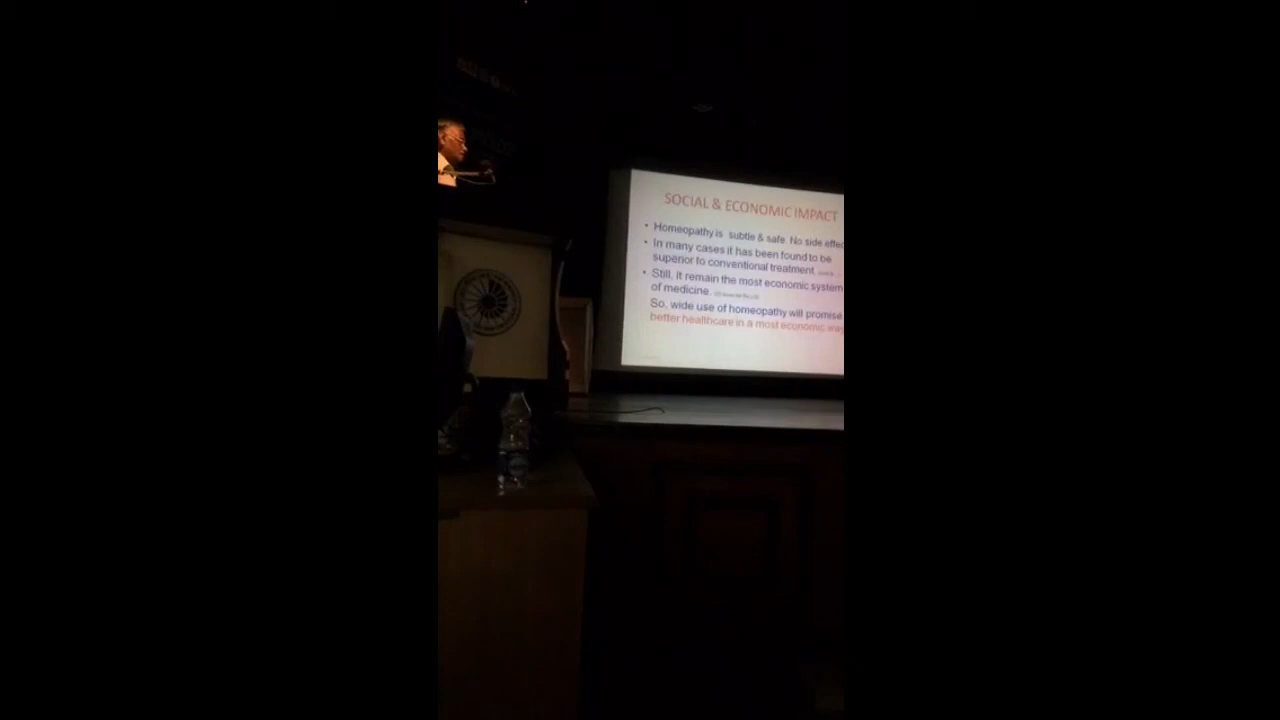 SOCIAL & ECONOMIC IMPACT
• Homeopathy is subtle & safe. No side effec
• In many cases it has been found to be
superior to conventional treatment.
• Still, it remain the most economic system
of medicine.
So, wide use of homeopathy will promise
better healthcare in a most economic way